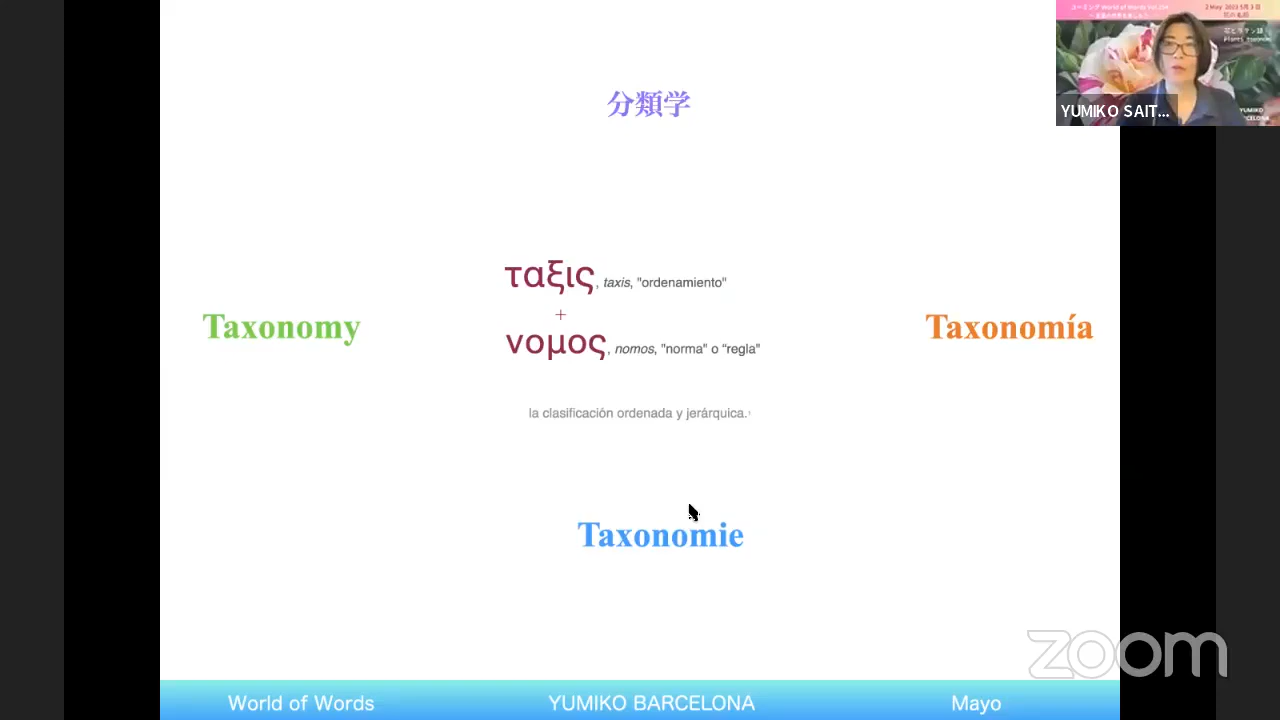 分類学
ταξις, taxis, "ordenamiento"
+
νομος, nomos, "norma" o "regla"
Taxonomy
Taxonomía
la clasificación ordenada y jerárquica.
Taxonomie
World of Words
YUMIKO BARCELONA
Mayo
YUMIKO SAIT...
zoom